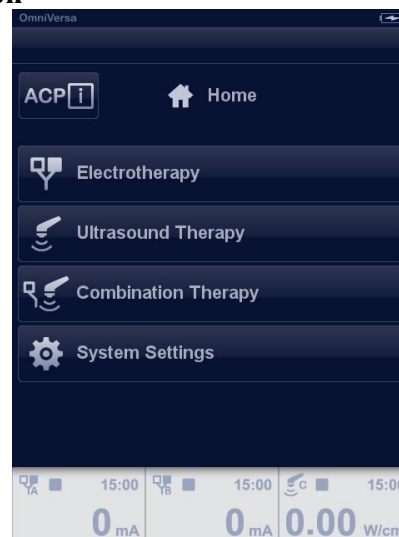 OmniVersa
ACP i Home
Electrotherapy
Ultrasound Therapy
Combination Therapy
System Settings
A 15:00 B 15:00 C 15:00
0 mA 0 mA 0.00 W/cm